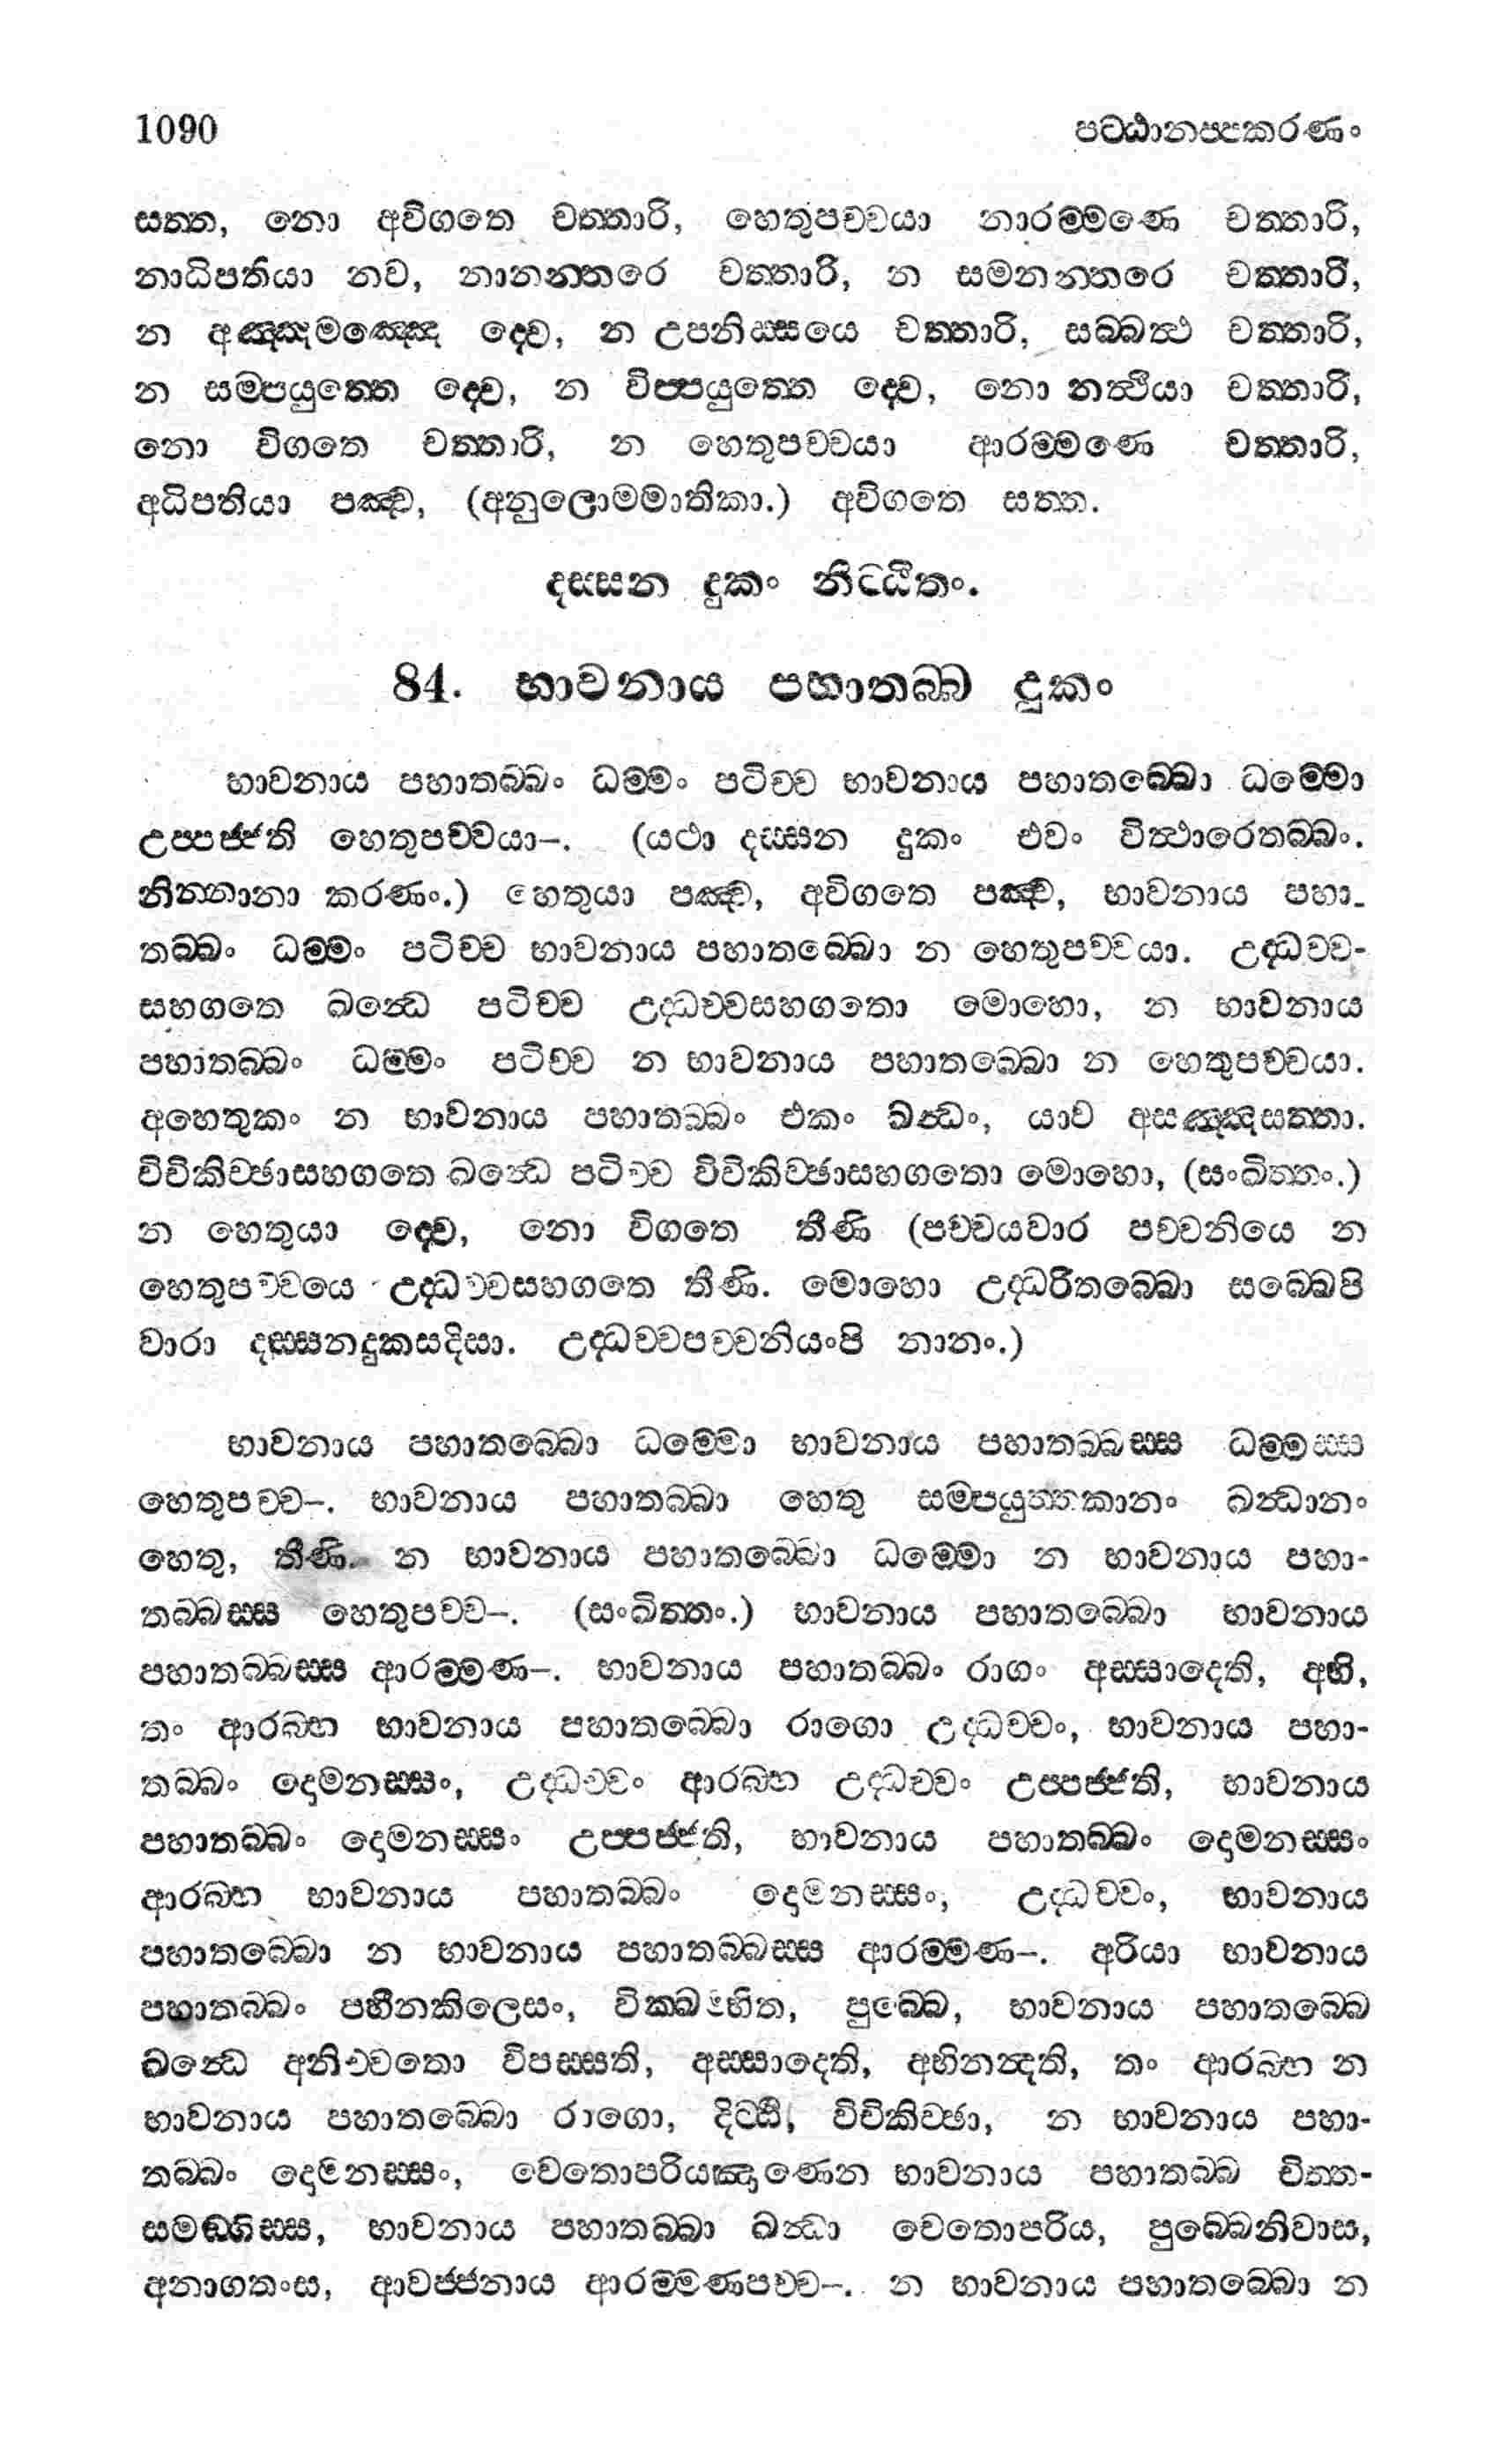 1090 පට්ඨානප්පකරණං
සත්ත, නො අවිගතෙ චත්තාරි, හෙතුපච්චයා නාරම්මණෙ චත්තාරි,
නාධිපතියා නව, නානන්තරෙ චත්තාරි, න සමනන්තරෙ චත්තාරි,
න අඤ්ඤමඤ්ඤෙ ද්වෙ, න උපනිස්සයෙ චත්තාරි, සබ්බත්ථ චත්තාරි,
න සම්පයුත්තෙ ද්වෙ, න විප්පයුත්තෙ ද්වෙ, නො නත්ථියා චත්තාරි,
නො විගතෙ චත්තාරි, න හෙතුපච්චයා ආරම්මණෙ චත්තාරි,
අධිපතියා පඤ්ච, (අනුලොමමාතිකා.) අවිගතෙ සත්ත.
දස්සන දුකං නිට්ඨිතං.
84. භාවනාය පහාතබ්බ දුකං
භාවනාය පහාතබ්බං ධම්මං පටිච්ච භාවනාය පහාතබ්බො ධම්මො
උප්පජ්ජති හෙතුපච්චයා–. (යථා දස්සන දුකං එවං විත්ථාරෙතබ්බං.
නින්නානා කරණං.) හෙතුයා පඤ්ච, අවිගතෙ පඤ්ච, භාවනාය පහා-
තබ්බං ධම්මං පටිච්ච භාවනාය පහාතබ්බො න හෙතුපච්චයා. උද්ධච්ච-
සහගතෙ ඛන්ධෙ පටිච්ච උද්ධච්චසහගතො මොහො, න භාවනාය
පහාතබ්බං ධම්මං පටිච්ච න භාවනාය පහාතබ්බො න හෙතුපච්චයා.
අහෙතුකං න භාවනාය පහාතබ්බං එකං ඛන්ධං, යාව අසඤ්ඤසත්තා.
විචිකිච්ඡාසහගතෙ ඛන්ධෙ පටිච්ච විචිකිච්ඡාසහගතො මොහො, (සංඛිත්තං.)
න හෙතුයා ද්වෙ, නො විගතෙ තීණි (පච්චයවාර පච්චනියෙ න
හෙතුපච්චයෙ උද්ධච්චසහගතෙ තීණි. මොහො උද්ධරිතබ්බො සබ්බෙපි
වාරා දස්සනදුකසදිසා. උද්ධච්චපච්චනියංපි නානං.)
භාවනාය පහාතබ්බො ධම්මො භාවනාය පහාතබ්බස්ස ධම්මස්ස
හෙතුපච්ච–. භාවනාය පහාතබ්බා හෙතු සම්පයුත්තකානං ඛන්ධානං
හෙතු, තීණි. න භාවනාය පහාතබ්බො ධම්මො න භාවනාය පහා-
තබ්බස්ස හෙතුපච්ච–. (සංඛිත්තං.) භාවනාය පහාතබ්බො භාවනාය
පහාතබ්බස්ස ආරම්මණ–. භාවනාය පහාතබ්බං රාගං අස්සාදෙති, අභි,
තං ආරබ්භ භාවනාය පහාතබ්බො රාගො උද්ධච්චං, භාවනාය පහා-
තබ්බං දොමනස්සං, උද්ධච්චං ආරබ්භ උද්ධච්චං උප්පජ්ජති, භාවනාය
පහාතබ්බං දොමනස්සං උප්පජ්ජති, භාවනාය පහාතබ්බං දොමනස්සං
ආරබ්භ භාවනාය පහාතබ්බං දොමනස්සං, උද්ධච්චං, භාවනාය
පහාතබ්බො න භාවනාය පහාතබ්බස්ස ආරම්මණ–. අරියා භාවනාය
පහාතබ්බං පහීනකිලෙසං, වික්ඛම්භිත, පුබ්බෙ, භාවනාය පහාතබ්බෙ
ඛන්ධෙ අනිච්චතො විපස්සති, අස්සාදෙති, අභිනන්දති, තං ආරබ්භ න
භාවනාය පහාතබ්බො රාගො, දිට්ඨි, විචිකිච්ඡා, න භාවනාය පහා-
තබ්බං දොමනස්සං, චෙතොපරියඤාණෙන භාවනාය පහාතබ්බ චිත්ත-
සමඞ්ගිස්ස, භාවනාය පහාතබ්බා ඛන්ධා චෙතොපරිය, පුබ්බෙනිවාස,
අනාගතංස, ආවජ්ජනාය ආරම්මණපච්ච–. න භාවනාය පහාතබ්බො න